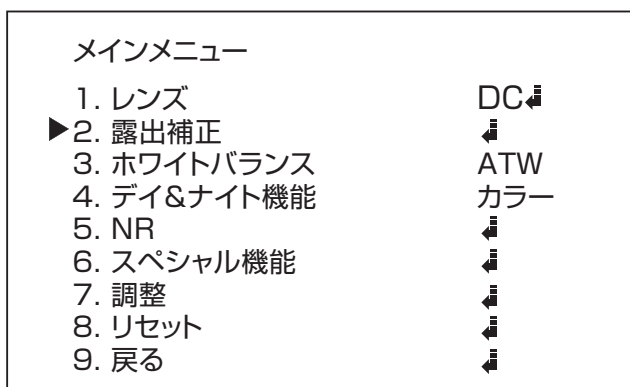 メインメニュー
1. レンズ DC↲
▶2. 露出補正 ↲
3. ホワイトバランス ATW
4. デイ&ナイト機能 カラー
5. NR ↲
6. スペシャル機能 ↲
7. 調整 ↲
8. リセット ↲
9. 戻る ↲